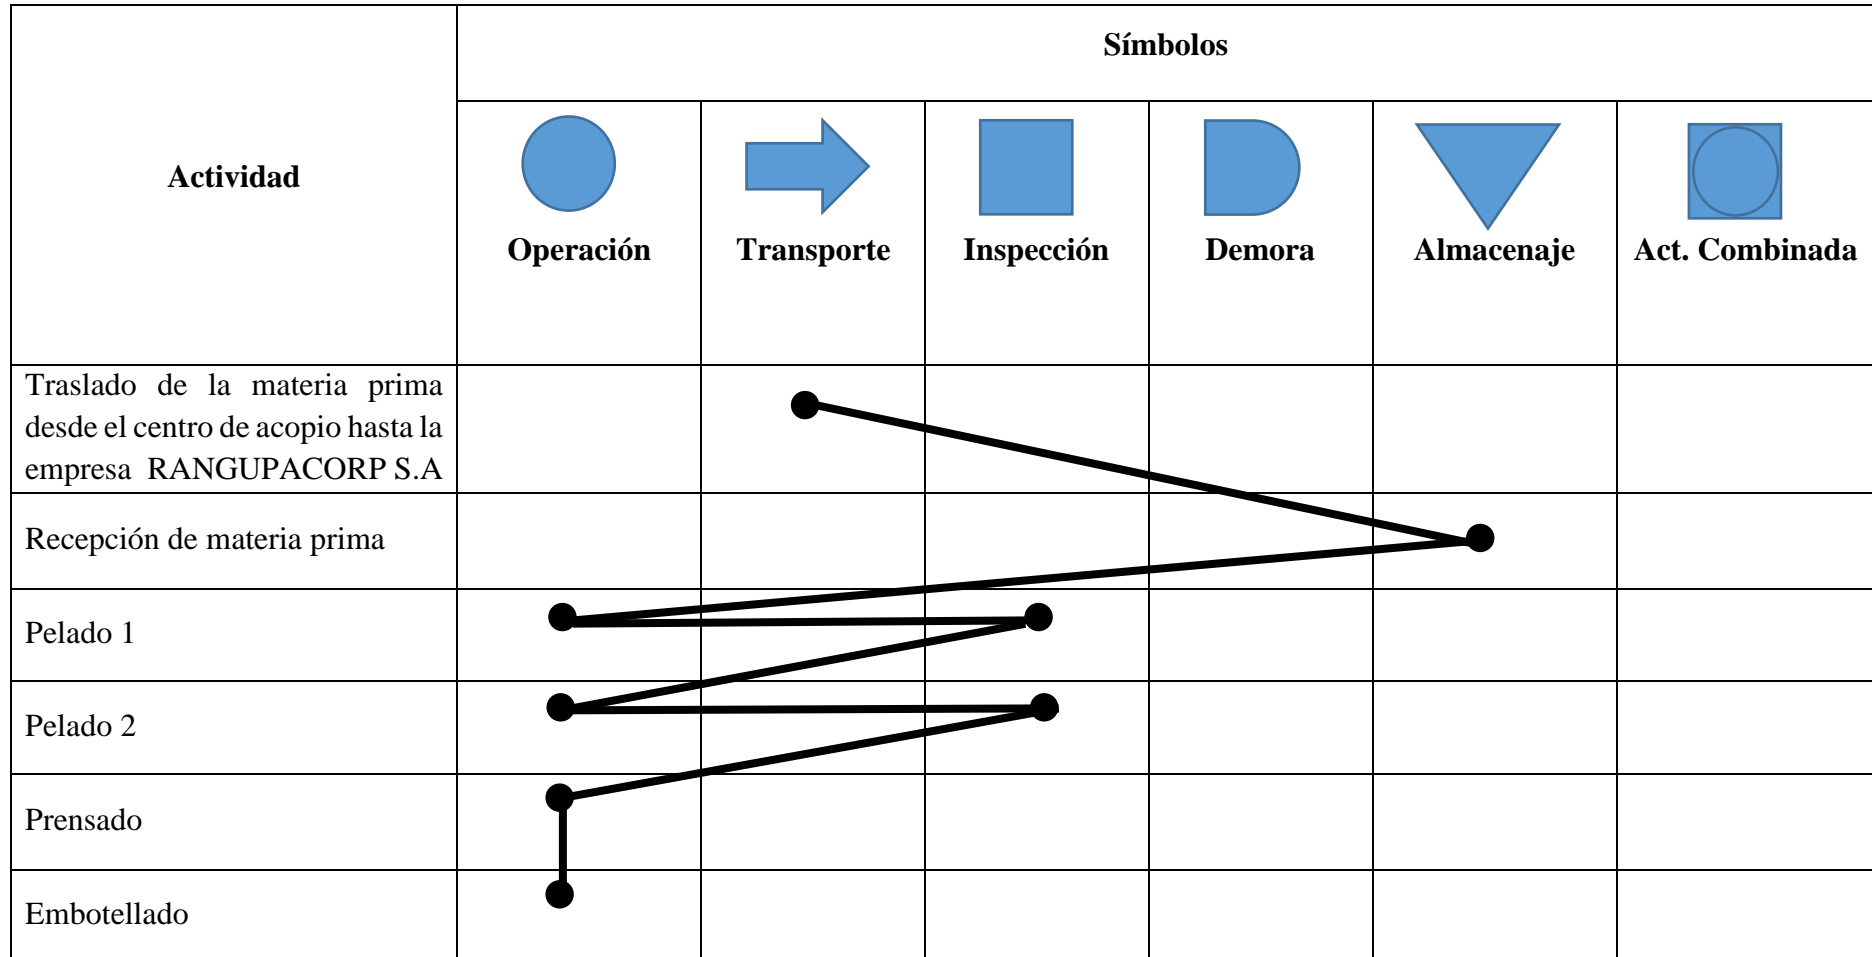 Símbolos
Actividad
Operación
Transporte
Inspección
Demora
Almacenaje
Act. Combinada
Traslado de la materia prima
desde el centro de acopio hasta la
empresa RANGUPACORP S.A
Recepción de materia prima
Pelado 1
Pelado 2
Prensado
Embotellado